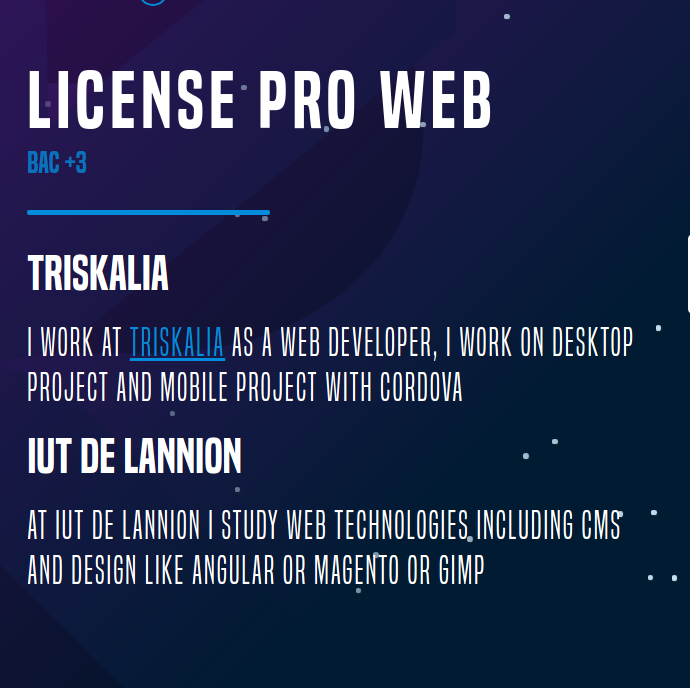 LICENSE PRO WEB
BAC +3
TRISKALIA
I WORK AT TRISKALIA AS A WEB DEVELOPER, I WORK ON DESKTOP
PROJECT AND MOBILE PROJECT WITH CORDOVA
IUT DE LANNION
AT IUT DE LANNION I STUDY WEB TECHNOLOGIES INCLUDING CMS
AND DESIGN LIKE ANGULAR OR MAGENTO OR GIMP